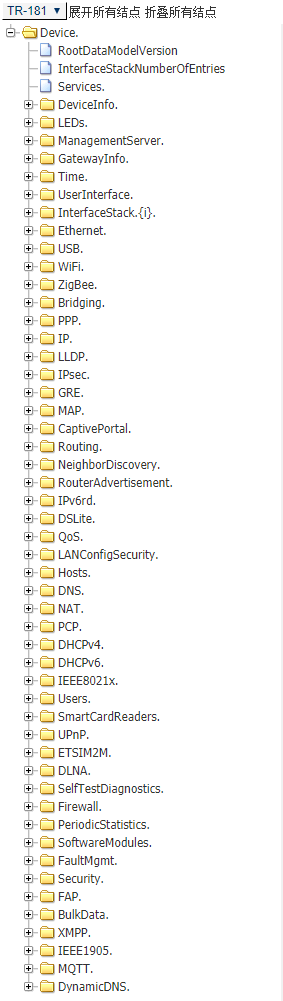 TR-181 ▼ 展开所有结点 折叠所有结点
Device.
RootDataModelVersion
InterfaceStackNumberOfEntries
Services.
DeviceInfo.
LEDs.
ManagementServer.
GatewayInfo.
Time.
UserInterface.
InterfaceStack.{i}.
Ethernet.
USB.
WiFi.
ZigBee.
Bridging.
PPP.
IP.
LLDP.
IPsec.
GRE.
MAP.
CaptivePortal.
Routing.
NeighborDiscovery.
RouterAdvertisement.
IPv6rd.
DSLite.
QoS.
LANConfigSecurity.
Hosts.
DNS.
NAT.
PCP.
DHCPv4.
DHCPv6.
IEEE8021x.
Users.
SmartCardReaders.
UPnP.
ETSIM2M.
DLNA.
SelfTestDiagnostics.
Firewall.
PeriodicStatistics.
SoftwareModules.
FaultMgmt.
Security.
FAP.
BulkData.
XMPP.
IEEE1905.
MQTT.
DynamicDNS.